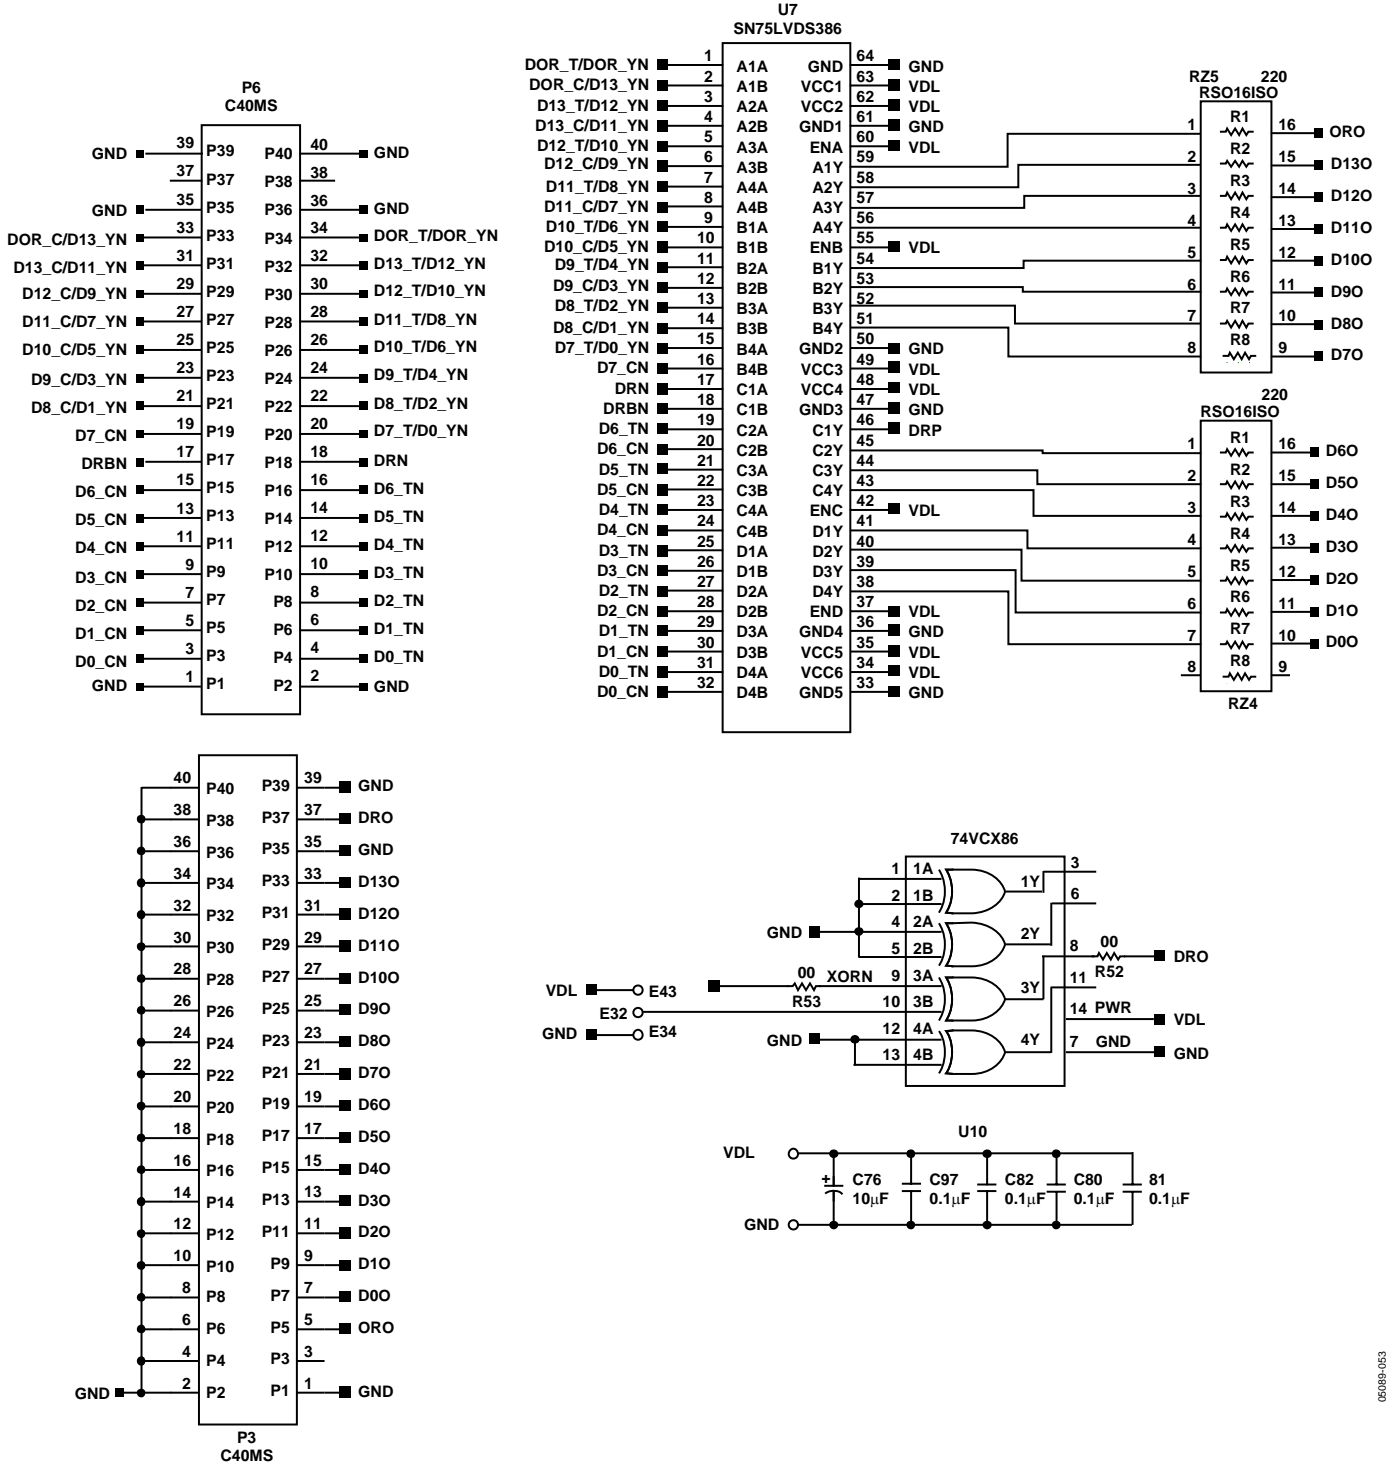 P6
C40MS
GND 39 P39 P40 40 GND
37 P37 P38 38
GND 35 P35 P36 36 GND
DOR_C/D13_YN 33 P33 P34 34 DOR_T/DOR_YN
D13_C/D11_YN 31 P31 P32 32 D13_T/D12_YN
D12_C/D9_YN 29 P29 P30 30 D12_T/D10_YN
D11_C/D7_YN 27 P27 P28 28 D11_T/D8_YN
D10_C/D5_YN 25 P25 P26 26 D10_T/D6_YN
D9_C/D3_YN 23 P23 P24 24 D9_T/D4_YN
D8_C/D1_YN 21 P21 P22 22 D8_T/D2_YN
D7_CN 19 P19 P20 20 D7_T/D0_YN
DRBN 17 P17 P18 18 DRN
D6_CN 15 P15 P16 16 D6_TN
D5_CN 13 P13 P14 14 D5_TN
D4_CN 11 P11 P12 12 D4_TN
D3_CN 9 P9 P10 10 D3_TN
D2_CN 7 P7 P8 8 D2_TN
D1_CN 5 P5 P6 6 D1_TN
D0_CN 3 P3 P4 4 D0_TN
GND 1 P1 P2 2 GND
U7
SN75LVDS386
DOR_T/DOR_YN 1 A1A GND 64 GND
DOR_C/D13_YN 2 A1B VCC1 63 VDL
D13_T/D12_YN 3 A2A VCC2 62 VDL
D13_C/D11_YN 4 A2B GND1 61 GND
D12_T/D10_YN 5 A3A ENA 60 VDL
D12_C/D9_YN 6 A3B A1Y 59
D11_T/D8_YN 7 A4A A2Y 58
D11_C/D7_YN 8 A4B A3Y 57
D10_T/D6_YN 9 B1A A4Y 56
D10_C/D5_YN 10 B1B ENB 55 VDL
D9_T/D4_YN 11 B2A B1Y 54
D9_C/D3_YN 12 B2B B2Y 53
D8_T/D2_YN 13 B3A B3Y 52
D8_C/D1_YN 14 B3B B4Y 51
D7_T/D0_YN 15 B4A GND2 50 GND
D7_CN 16 B4B VCC3 49 VDL
DRN 17 C1A VCC4 48 VDL
DRBN 18 C1B GND3 47 GND
D6_TN 19 C2A C1Y 46 DRP
D6_CN 20 C2B C2Y 45
D5_TN 21 C3A C3Y 44
D5_CN 22 C3B C4Y 43
D4_TN 23 C4A ENC 42 VDL
D4_CN 24 C4B D1Y 41
D3_TN 25 D1A D2Y 40
D3_CN 26 D1B D3Y 39
D2_TN 27 D2A D4Y 38
D2_CN 28 D2B END 37 VDL
D1_TN 29 D3A GND4 36 GND
D1_CN 30 D3B VCC5 35 VDL
D0_TN 31 D4A VCC6 34 VDL
D0_CN 32 D4B GND5 33 GND
RZ5 220
RSO16ISO
1 R1 16 ORO
2 R2 15 D13O
3 R3 14 D12O
4 R4 13 D11O
5 R5 12 D10O
6 R6 11 D9O
7 R7 10 D8O
8 R8 9 D7O
220
RSO16ISO
1 R1 16 D6O
2 R2 15 D5O
3 R3 14 D4O
4 R4 13 D3O
5 R5 12 D2O
6 R6 11 D1O
7 R7 10 D0O
8 R8 9
RZ4
40 P40 P39 39 GND
38 P38 P37 37 DRO
36 P36 P35 35 GND
34 P34 P33 33 D13O
32 P32 P31 31 D12O
30 P30 P29 29 D11O
28 P28 P27 27 D10O
26 P26 P25 25 D9O
24 P24 P23 23 D8O
22 P22 P21 21 D7O
20 P20 P19 19 D6O
18 P18 P17 17 D5O
16 P16 P15 15 D4O
14 P14 P13 13 D3O
12 P12 P11 11 D2O
10 P10 P9 9 D1O
8 P8 P7 7 D0O
6 P6 P5 5 ORO
4 P4 P3 3
GND 2 P2 P1 1 GND
P3
C40MS
74VCX86
1 1A 1Y 3
2 1B 6
GND 4 2A 2Y
5 2B 8 00 R52 DRO
00 R53 XORN 9 3A 3Y 11
VDL E43
E32 10 3B 14 PWR VDL
GND E34
GND 12 4A 4Y 7 GND GND
13 4B
U10
VDL
+ C76 C97 C82 C80 81
10µF 0.1µF 0.1µF 0.1µF 0.1µF
GND
05089-053